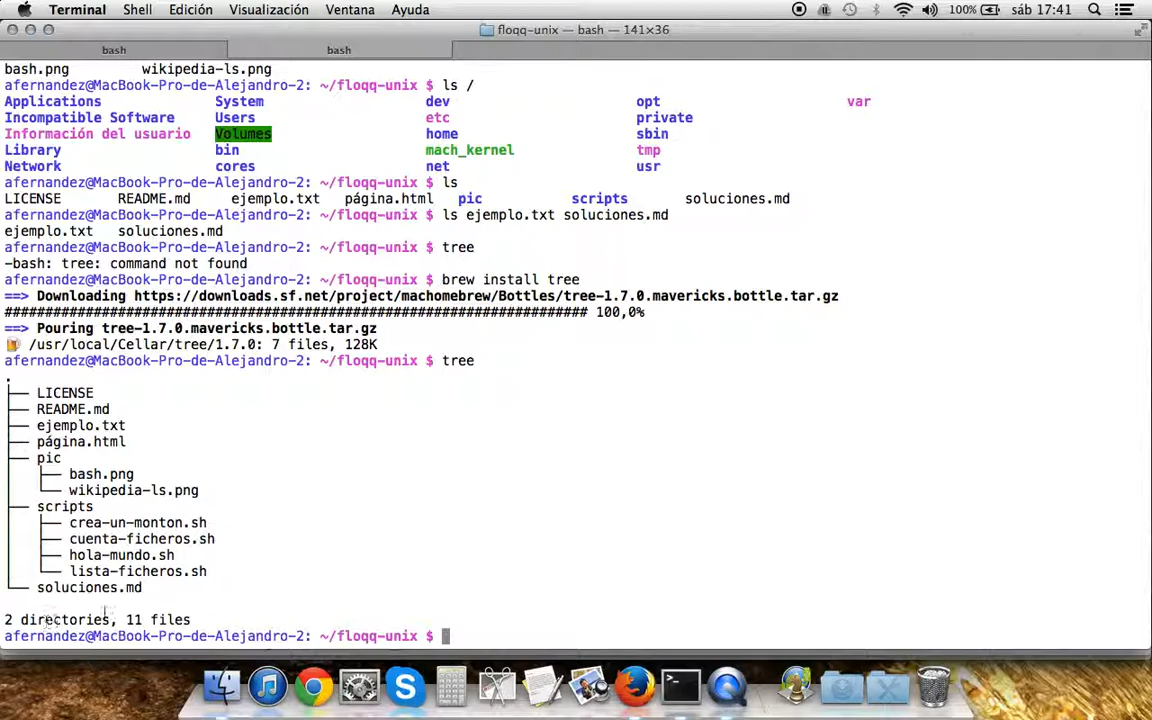 Terminal Shell Edición Visualización Ventana Ayuda 100% sáb 17:41
floqq-unix — bash — 141×36
bash bash
bash.png wikipedia-ls.png
afernandez@MacBook-Pro-de-Alejandro-2: ~/floqq-unix $ ls /
Applications System dev opt var
Incompatible Software Users etc private
Información del usuario Volumes home sbin
Library bin mach_kernel tmp
Network cores net usr
afernandez@MacBook-Pro-de-Alejandro-2: ~/floqq-unix $ ls
LICENSE README.md ejemplo.txt página.html pic scripts soluciones.md
afernandez@MacBook-Pro-de-Alejandro-2: ~/floqq-unix $ ls ejemplo.txt soluciones.md
ejemplo.txt soluciones.md
afernandez@MacBook-Pro-de-Alejandro-2: ~/floqq-unix $ tree
-bash: tree: command not found
afernandez@MacBook-Pro-de-Alejandro-2: ~/floqq-unix $ brew install tree
==> Downloading https://downloads.sf.net/project/machomebrew/Bottles/tree-1.7.0.mavericks.bottle.tar.gz
######################################################################## 100,0%
==> Pouring tree-1.7.0.mavericks.bottle.tar.gz
🍺 /usr/local/Cellar/tree/1.7.0: 7 files, 128K
afernandez@MacBook-Pro-de-Alejandro-2: ~/floqq-unix $ tree
.
├── LICENSE
├── README.md
├── ejemplo.txt
├── página.html
├── pic
│   ├── bash.png
│   └── wikipedia-ls.png
├── scripts
│   ├── crea-un-monton.sh
│   ├── cuenta-ficheros.sh
│   ├── hola-mundo.sh
│   └── lista-ficheros.sh
└── soluciones.md
2 directories, 11 files
afernandez@MacBook-Pro-de-Alejandro-2: ~/floqq-unix $